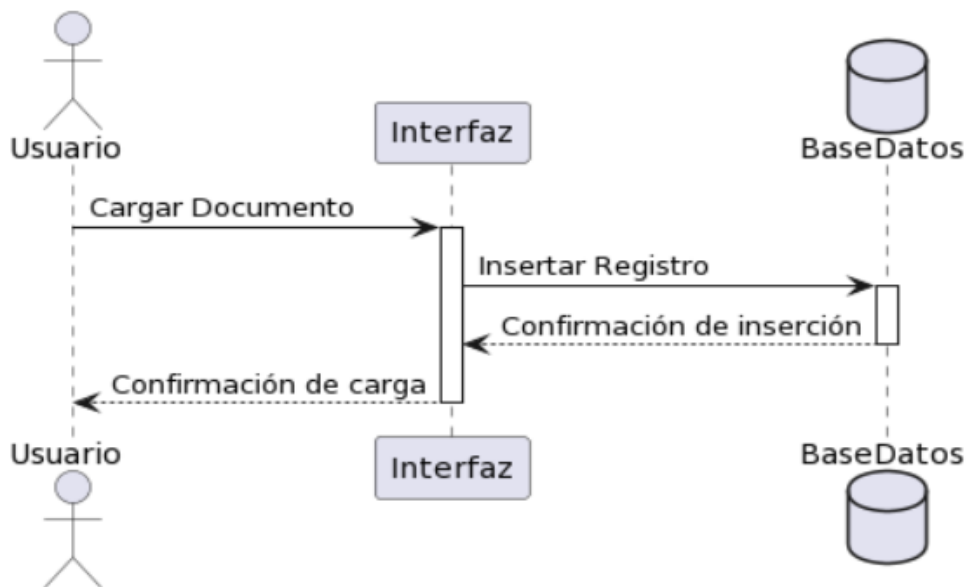 Usuario
Interfaz
BaseDatos
Cargar Documento
Insertar Registro
Confirmación de inserción
Confirmación de carga
Usuario
Interfaz
BaseDatos